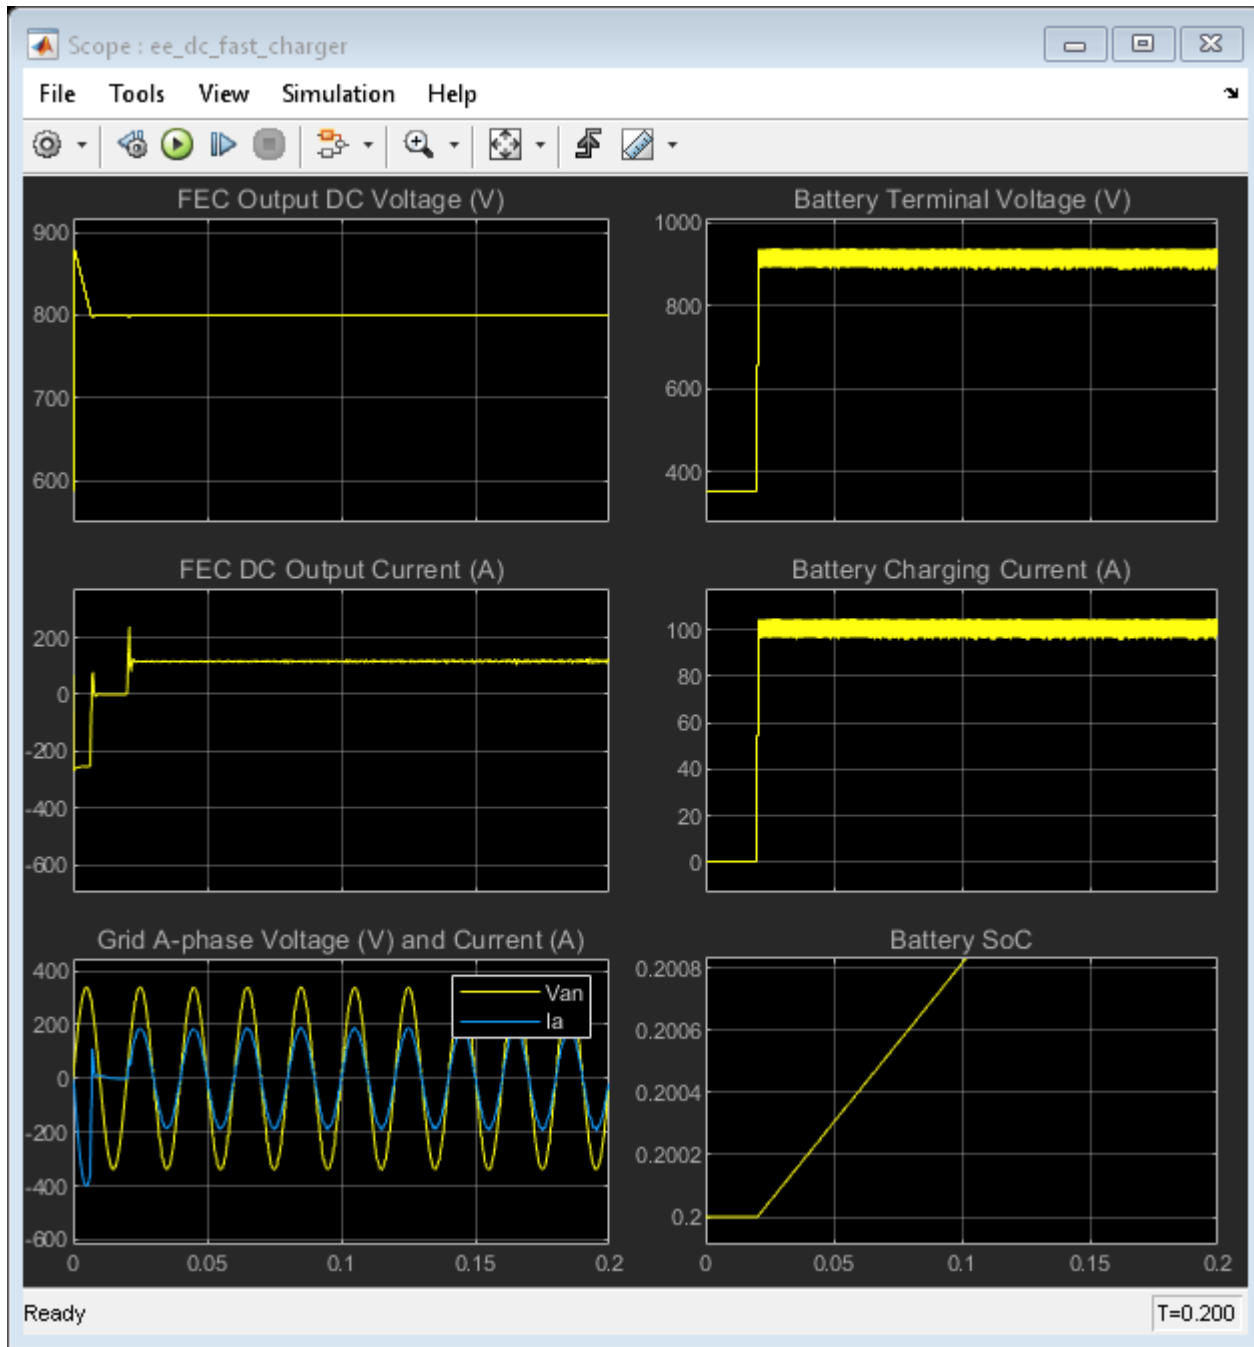 Scope : ee_dc_fast_charger
File Tools View Simulation Help
FEC Output DC Voltage (V)
900
800
700
600
Battery Terminal Voltage (V)
1000
800
600
400
FEC DC Output Current (A)
200
0
-200
-400
-600
Battery Charging Current (A)
100
80
60
40
20
0
Grid A-phase Voltage (V) and Current (A)
400
200
0
-200
-400
-600
Van
Ia
0 0.05 0.1 0.15 0.2
Battery SoC
0.2008
0.2006
0.2004
0.2002
0.2
0 0.05 0.1 0.15 0.2
Ready
T=0.200